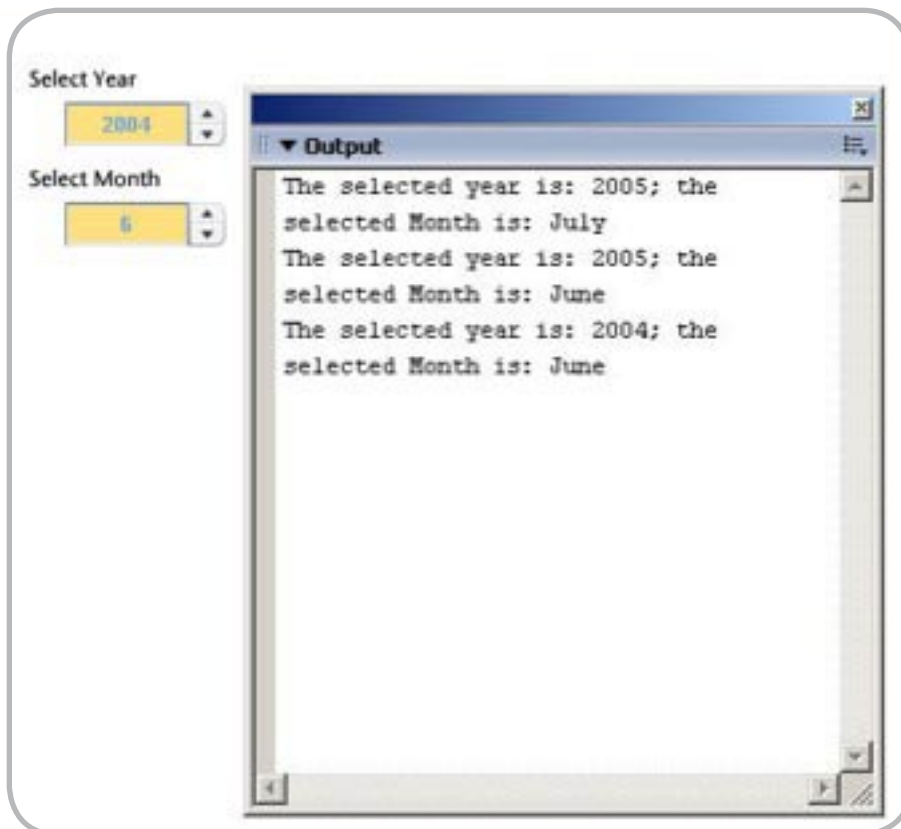 Select Year
2004
Select Month
6
Output
The selected year is: 2005; the
selected Month is: July
The selected year is: 2005; the
selected Month is: June
The selected year is: 2004; the
selected Month is: June